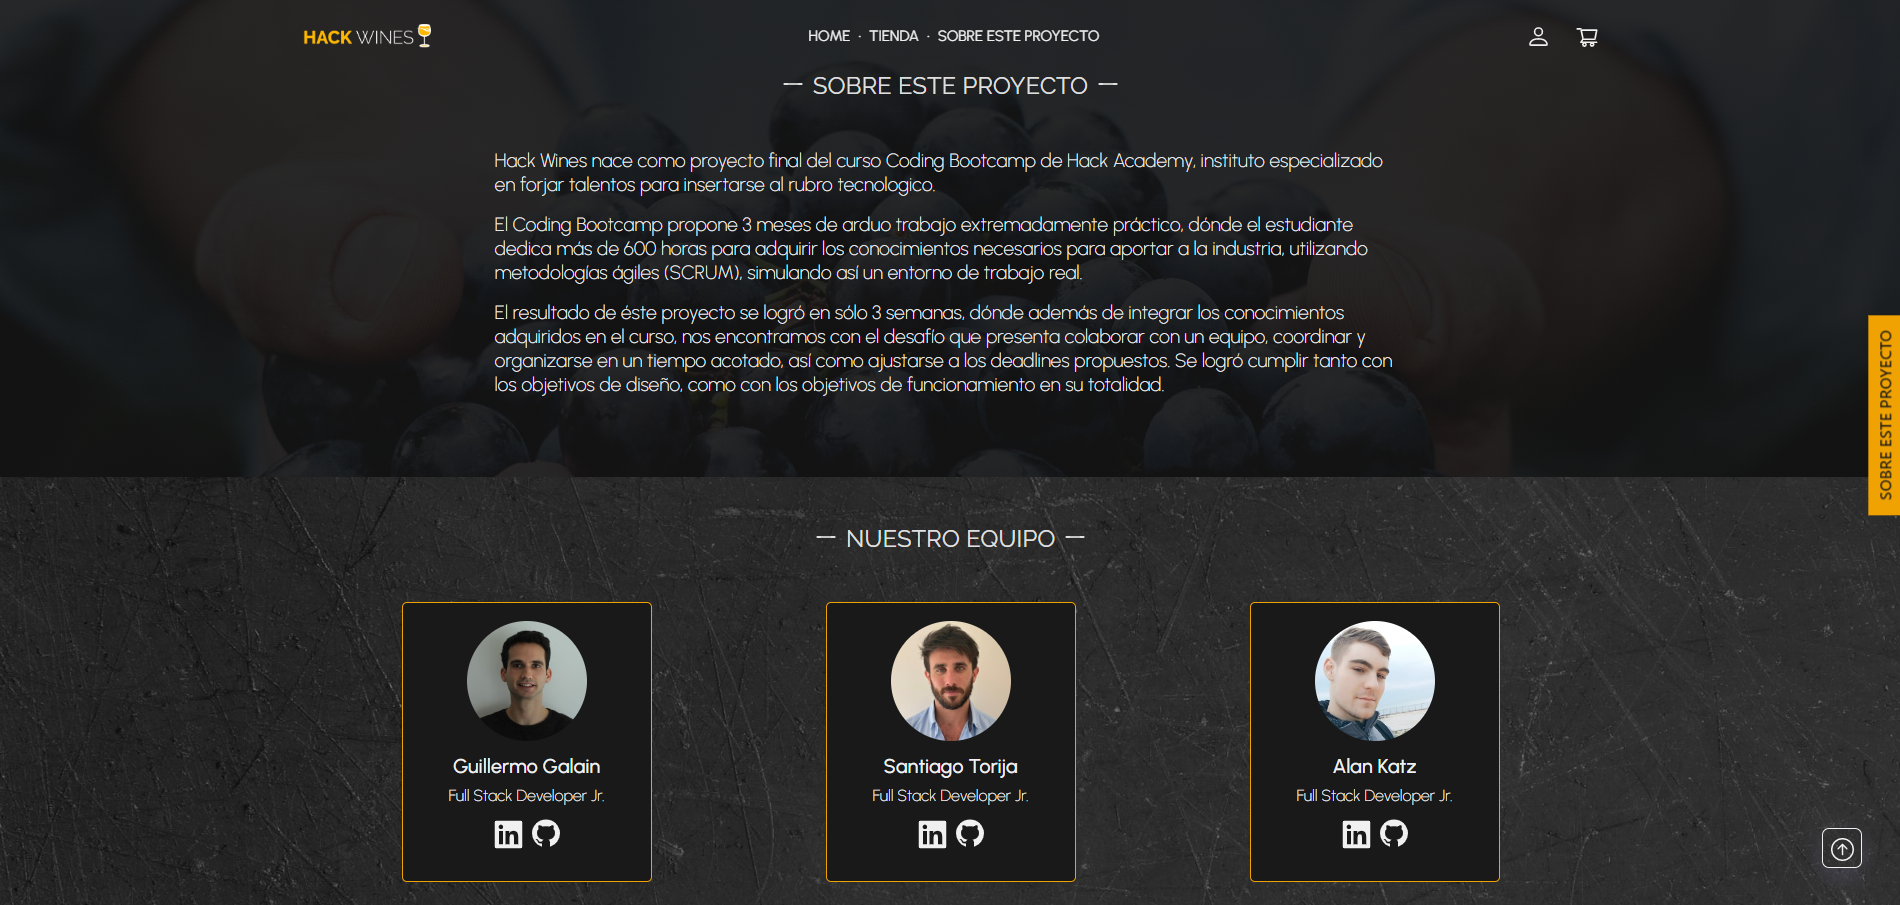 HACK WINES
HOME · TIENDA · SOBRE ESTE PROYECTO
— SOBRE ESTE PROYECTO —
Hack Wines nace como proyecto final del curso Coding Bootcamp de Hack Academy, instituto especializado
en forjar talentos para insertarse al rubro tecnologico.
El Coding Bootcamp propone 3 meses de arduo trabajo extremadamente práctico, dónde el estudiante
dedica más de 600 horas para adquirir los conocimientos necesarios para aportar a la industria, utilizando
metodologías ágiles (SCRUM), simulando así un entorno de trabajo real.
El resultado de éste proyecto se logró en sólo 3 semanas, dónde además de integrar los conocimientos
adquiridos en el curso, nos encontramos con el desafío que presenta colaborar con un equipo, coordinar y
organizarse en un tiempo acotado, así como ajustarse a los deadlines propuestos. Se logró cumplir tanto con
los objetivos de diseño, como con los objetivos de funcionamiento en su totalidad.
SOBRE ESTE PROYECTO
— NUESTRO EQUIPO —
Guillermo Galain
Full Stack Developer Jr.
in
Santiago Torija
Full Stack Developer Jr.
in
Alan Katz
Full Stack Developer Jr.
in